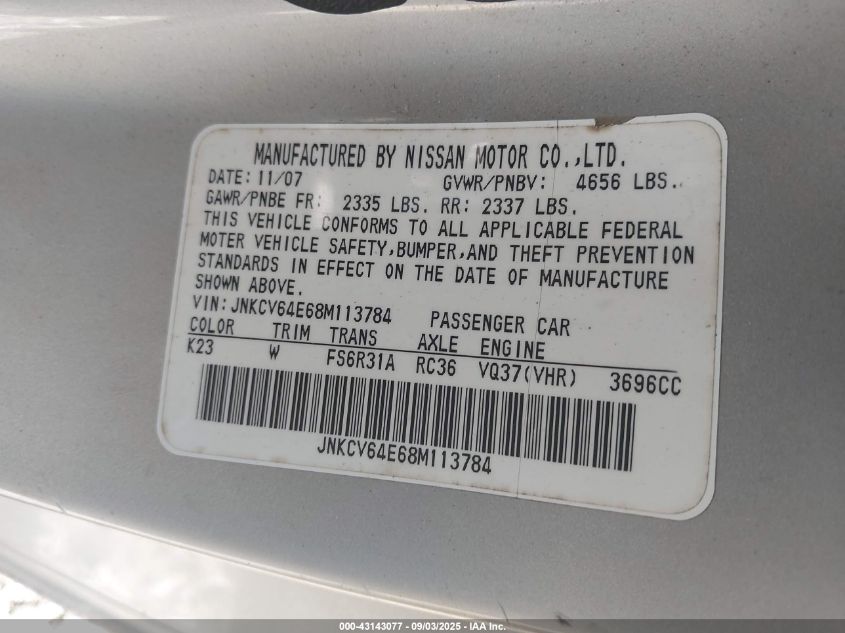 MANUFACTURED BY NISSAN MOTOR CO.,LTD.
DATE: 11/07 GVWR/PNBV: 4656 LBS.
GAWR/PNBE FR: 2335 LBS. RR: 2337 LBS.
THIS VEHICLE CONFORMS TO ALL APPLICABLE FEDERAL
MOTER VEHICLE SAFETY,BUMPER,AND THEFT PREVENTION
STANDARDS IN EFFECT ON THE DATE OF MANUFACTURE
SHOWN ABOVE.
VIN:JNKCV64E68M113784 PASSENGER CAR
COLOR TRIM TRANS AXLE ENGINE
K23 W FS6R31A RC36 VQ37(VHR) 3696CC
JNKCV64E68M113784
000-43143077 - 09/03/2025 - IAA Inc.